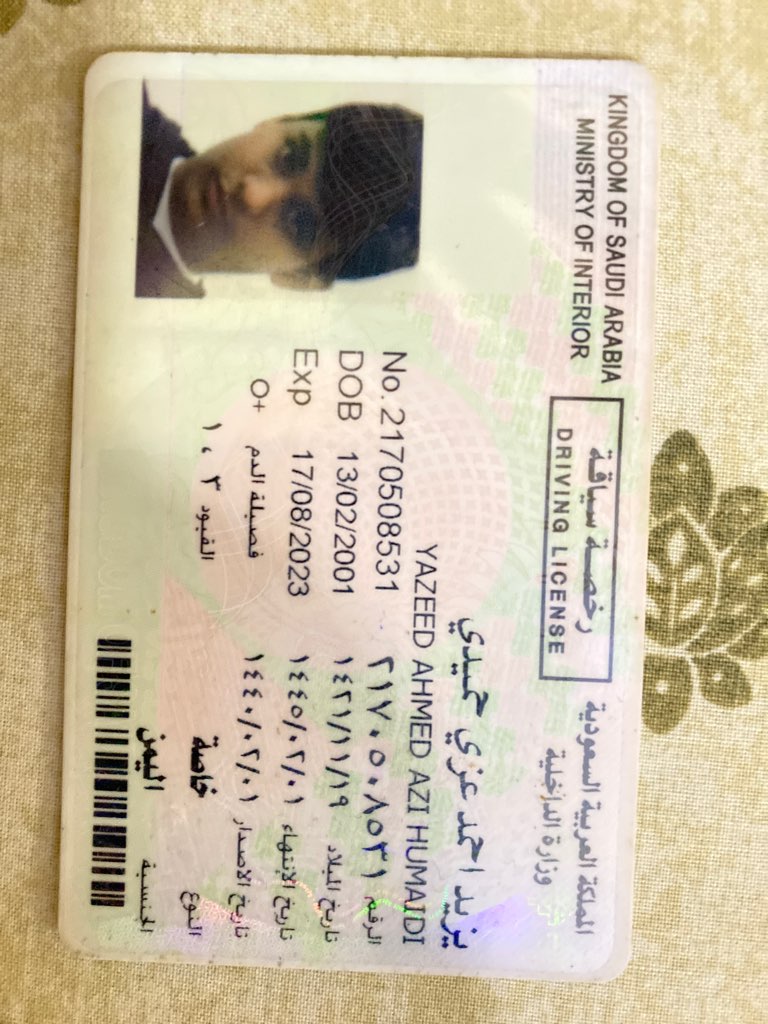 KINGDOM OF SAUDI ARABIA
MINISTRY OF INTERIOR
رخصة سياقة
DRIVING LICENSE
المملكة العربية السعودية
وزارة الداخلية
يزيد احمد عزي حميدي
YAZEED AHMED AZI HUMAIDI
No. 2170508531 الرقم ٢١٧٠٥٠٨٥٣١
DOB 13/02/2001 تاريخ الميلاد ١٤٢١/١١/١٩
Exp 17/08/2023 تاريخ الإنتهاء ١٤٤٥/٠٢/٠١
O+ فصيلة الدم تاريخ الاصدار ١٤٤٠/٠٢/٠١
القيود ١، ٣ النوع خاصة
الجنسية اليمن